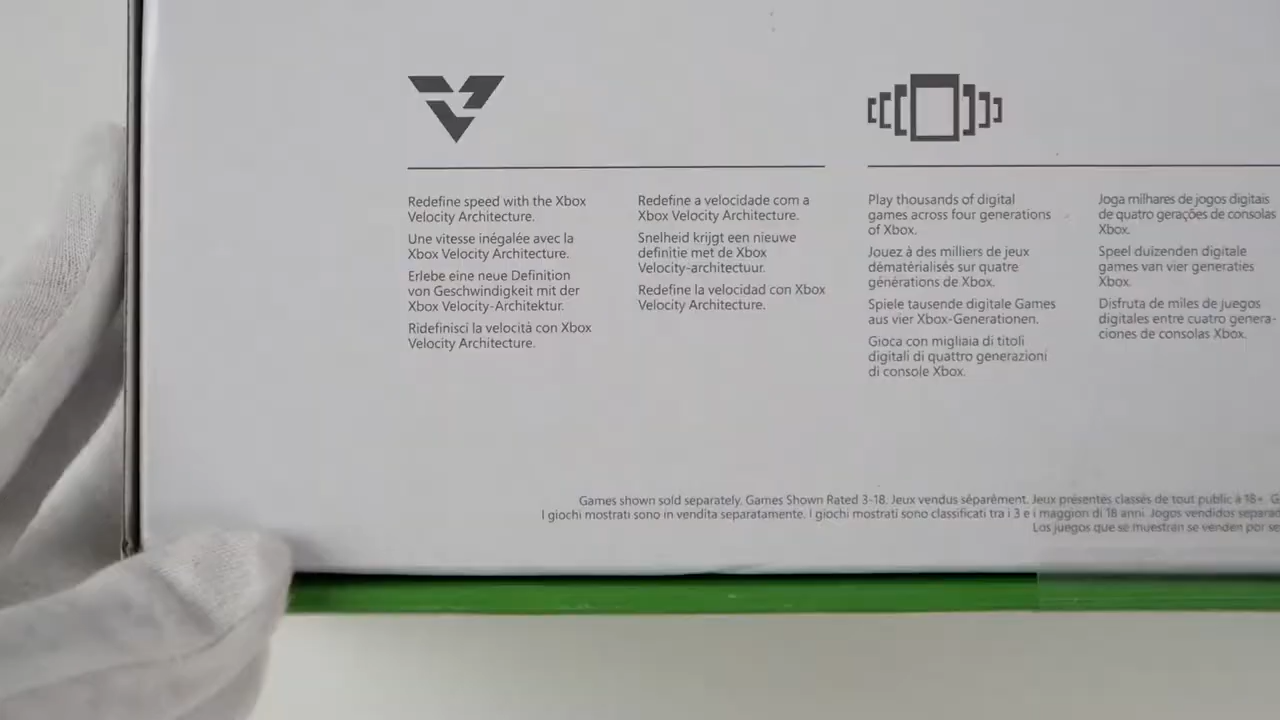 Redefine speed with the Xbox
Velocity Architecture.
Une vitesse inégalée avec la
Xbox Velocity Architecture.
Erlebe eine neue Definition
von Geschwindigkeit mit der
Xbox Velocity-Architektur.
Ridefinisci la velocità con Xbox
Velocity Architecture.
Redefine a velocidade com a
Xbox Velocity Architecture.
Snelheid krijgt een nieuwe
definitie met de Xbox
Velocity-architectuur.
Redefine la velocidad con Xbox
Velocity Architecture.
Play thousands of digital
games across four generations
of Xbox.
Jouez à des milliers de jeux
dématérialisés sur quatre
générations de Xbox.
Spiele tausende digitale Games
aus vier Xbox-Generationen.
Gioca con migliaia di titoli
digitali di quattro generazioni
di console Xbox.
Joga milhares de jogos digitais
de quatro gerações de consolas
Xbox.
Speel duizenden digitale
games van vier generaties
Xbox.
Disfruta de miles de juegos
digitales entre cuatro genera-
ciones de consolas Xbox.
Games shown sold separately. Games Shown Rated 3-18. Jeux vendus séparément. Jeux présentés classés de tout public à 18+. G
I giochi mostrati sono in vendita separatamente. I giochi mostrati sono classificati tra i 3 e i maggiori di 18 anni. Jogos vendidos separad
Los juegos que se muestran se venden por se